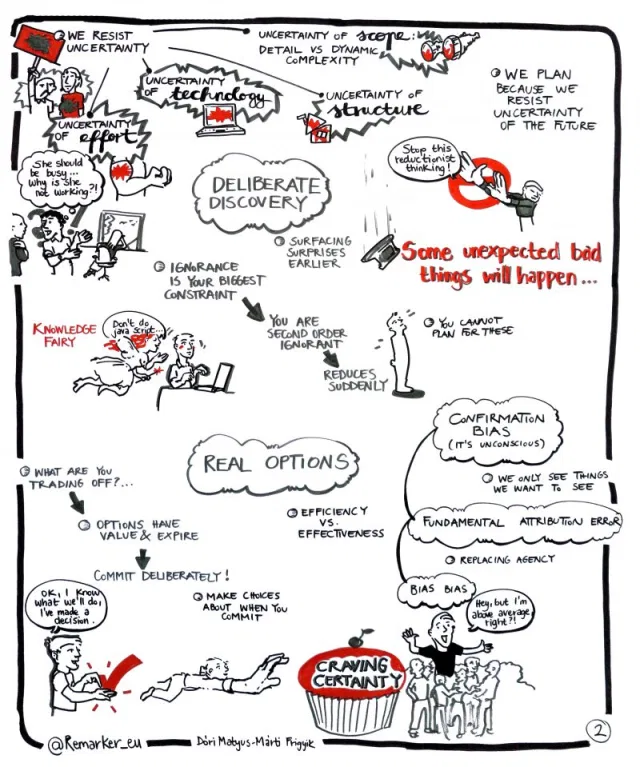 WE RESIST
UNCERTAINTY
UNCERTAINTY OF scope:
DETAIL VS DYNAMIC
COMPLEXITY
UNCERTAINTY
OF technology
UNCERTAINTY OF
structure
WE PLAN
BECAUSE WE
RESIST
UNCERTAINTY
OF THE FUTURE
UNCERTAINTY
OF effort
She should
be busy...
why is she
not working?!
Stop this
reductionist
thinking!
DELIBERATE
DISCOVERY
SURFACING
SURPRISES
EARLIER
Some unexpected bad
things will happen...
IGNORANCE
IS YOUR BIGGEST
CONSTRAINT
YOU ARE
SECOND ORDER
IGNORANT
YOU CANNOT
PLAN FOR THESE
KNOWLEDGE
FAIRY
Don't do
java script...
REDUCES
SUDDENLY
CONFIRMATION
BIAS
(IT'S UNCONSCIOUS)
REAL OPTIONS
WHAT ARE YOU
TRADING OFF?...
WE ONLY SEE THINGS
WE WANT TO SEE
EFFICIENCY
VS.
EFFECTIVENESS
OPTIONS HAVE
VALUE & EXPIRE
FUNDAMENTAL ATTRIBUTION ERROR
REPLACING AGENCY
COMMIT DELIBERATELY!
BIAS BIAS
OK, I know
what we'll do,
I've made a
decision.
MAKE CHOICES
ABOUT WHEN YOU
COMMIT
Hey, but I'm
above average,
right?!
CRAVING
CERTAINTY
2
@Remarker_eu
Dóri Matyus-Márti Frigyik